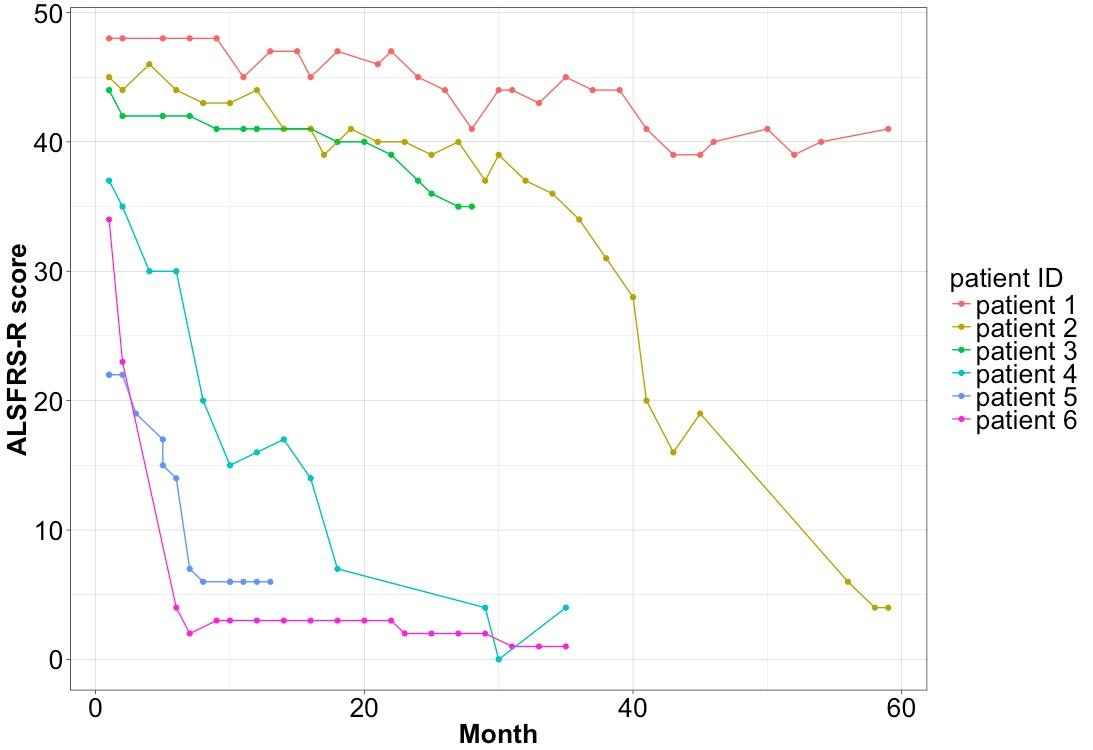 50
40
30
20
10
0
ALSFRS-R score
0 20 40 60
Month
patient ID
patient 1
patient 2
patient 3
patient 4
patient 5
patient 6